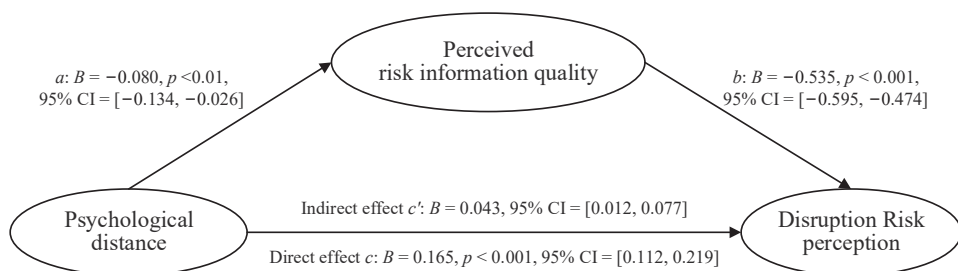 Perceived
risk information quality
a: B = −0.080, p <0.01,
95% CI = [−0.134, −0.026]
b: B = −0.535, p < 0.001,
95% CI = [−0.595, −0.474]
Psychological
distance
Indirect effect c′: B = 0.043, 95% CI = [0.012, 0.077]
Direct effect c: B = 0.165, p < 0.001, 95% CI = [0.112, 0.219]
Disruption Risk
perception